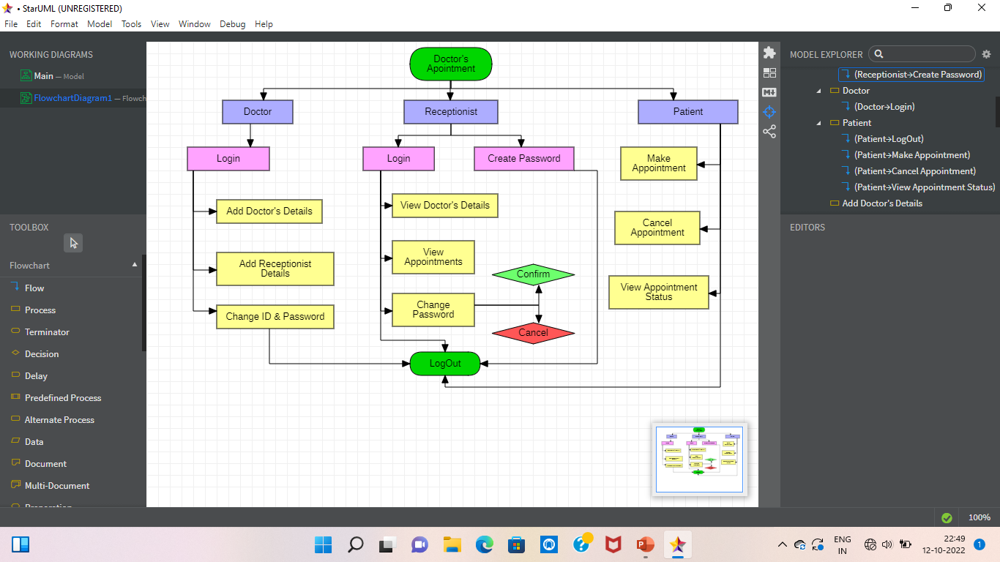 • StarUML (UNREGISTERED)
File Edit Format Model Tools View Window Debug Help
WORKING DIAGRAMS
Main — Model
FlowchartDiagram1 — Flowch
TOOLBOX
Flowchart
Flow
Process
Terminator
Decision
Delay
Predefined Process
Alternate Process
Data
Document
Multi-Document
Preparation
Doctor's
Apointment
Doctor
Receptionist
Patient
Login
Login
Create Password
Make
Appointment
Add Doctor's Details
View Doctor's Details
Cancel
Appointment
Add Receptionist
Details
View
Appointments
Confirm
View Appointment
Status
Change ID & Password
Change
Password
Cancel
LogOut
MODEL EXPLORER
(Receptionist→Create Password)
Doctor
(Doctor→Login)
Patient
(Patient→LogOut)
(Patient→Make Appointment)
(Patient→Cancel Appointment)
(Patient→View Appointment Status)
Add Doctor's Details
EDITORS
100%
ENG
IN
22:49
12-10-2022
1